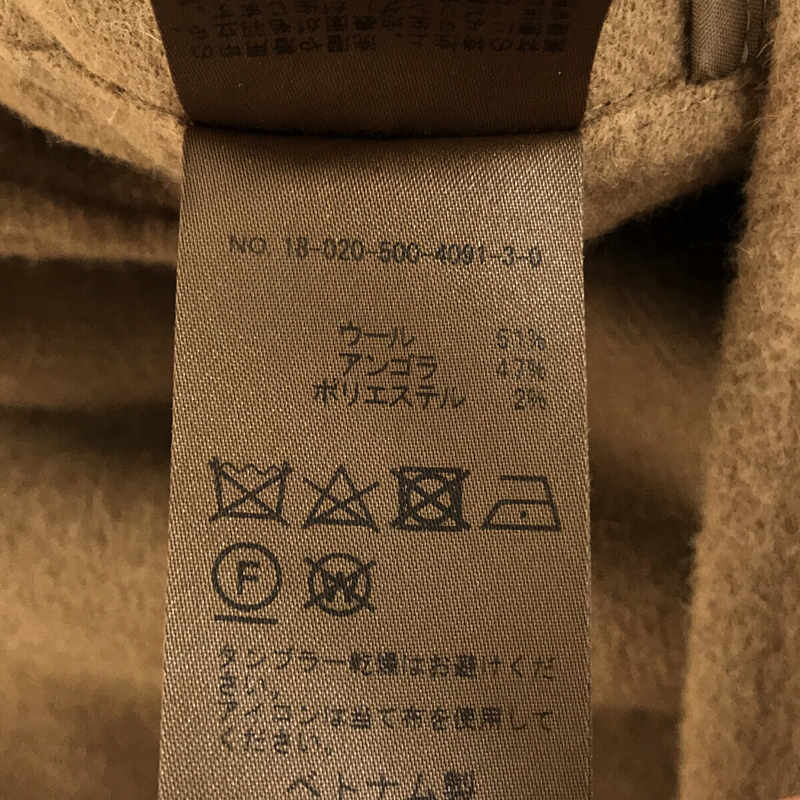 NO. 18-020-500-4091-3-0
ウール 51%
アンゴラ 47%
ポリエステル 2%
F
W
タンブラー乾燥はお避けくだ
さい。
アイロンは当て布を使用して
ください。
ベトナム製